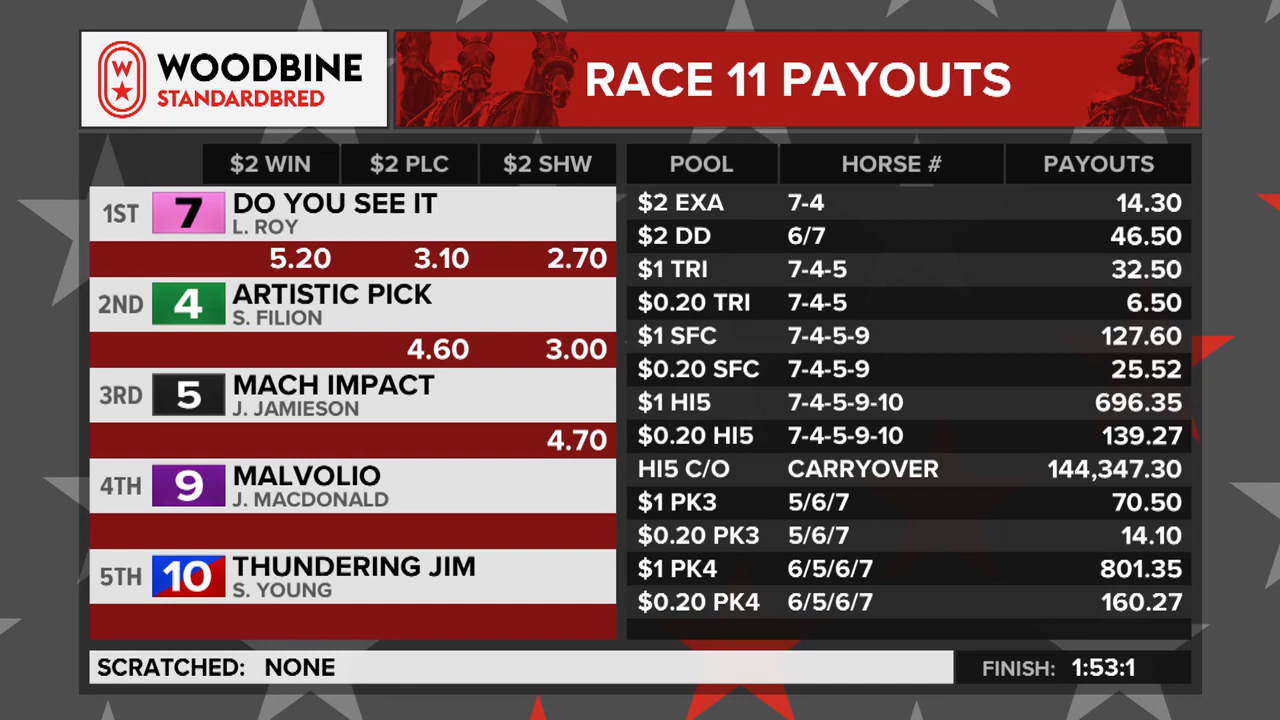 W
WOODBINE
STANDARDBRED
RACE 11 PAYOUTS
$2 WIN $2 PLC $2 SHW
1ST 7 DO YOU SEE IT
L. ROY
5.20 3.10 2.70
2ND 4 ARTISTIC PICK
S. FILION
4.60 3.00
3RD 5 MACH IMPACT
J. JAMIESON
4.70
4TH 9 MALVOLIO
J. MACDONALD
5TH 10 THUNDERING JIM
S. YOUNG
POOL HORSE # PAYOUTS
$2 EXA 7-4 14.30
$2 DD 6/7 46.50
$1 TRI 7-4-5 32.50
$0.20 TRI 7-4-5 6.50
$1 SFC 7-4-5-9 127.60
$0.20 SFC 7-4-5-9 25.52
$1 HI5 7-4-5-9-10 696.35
$0.20 HI5 7-4-5-9-10 139.27
HI5 C/O CARRYOVER 144,347.30
$1 PK3 5/6/7 70.50
$0.20 PK3 5/6/7 14.10
$1 PK4 6/5/6/7 801.35
$0.20 PK4 6/5/6/7 160.27
SCRATCHED: NONE
FINISH: 1:53:1